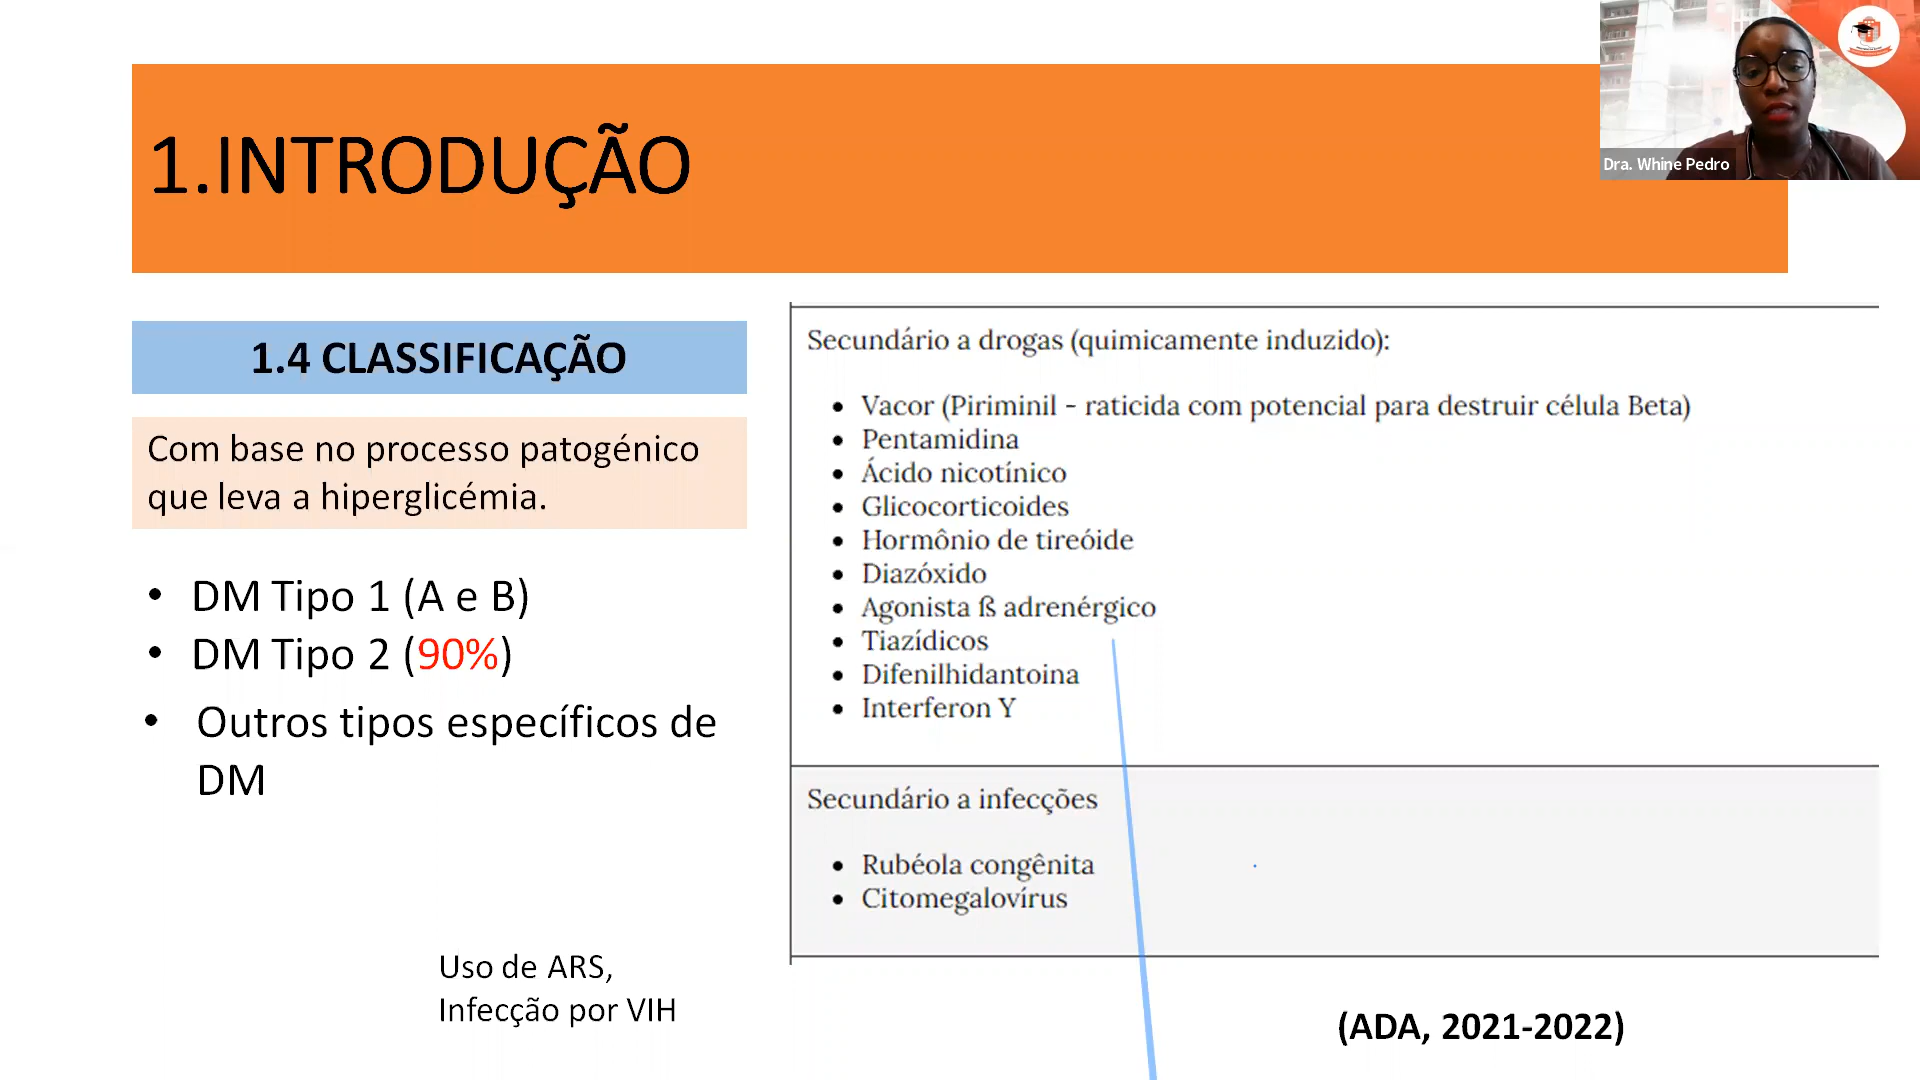 1.INTRODUÇÃO
Dra. Whine Pedro
1.4 CLASSIFICAÇÃO
Com base no processo patogénico
que leva a hiperglicémia.
• DM Tipo 1 (A e B)
• DM Tipo 2 (90%)
• Outros tipos específicos de
DM
Uso de ARS,
Infecção por VIH
Secundário a drogas (quimicamente induzido):
• Vacor (Piriminil - raticida com potencial para destruir célula Beta)
• Pentamidina
• Ácido nicotínico
• Glicocorticoides
• Hormônio de tireóide
• Diazóxido
• Agonista ß adrenérgico
• Tiazídicos
• Difenilhidantoina
• Interferon Y
Secundário a infecções
• Rubéola congênita
• Citomegalovírus
(ADA, 2021-2022)